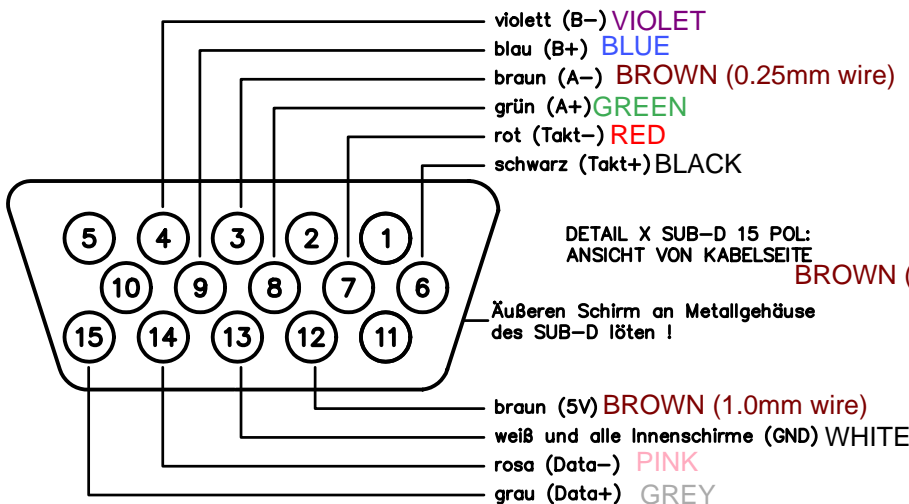 violett (B-) VIOLET
blau (B+) BLUE
braun (A-) BROWN (0.25mm wire)
grün (A+) GREEN
rot (Takt-) RED
schwarz (Takt+) BLACK
5 4 3 2 1
DETAIL X SUB-D 15 POL:
ANSICHT VON KABELSEITE
BROWN (
10 9 8 7 6
Äußeren Schirm an Metallgehäuse
des SUB-D löten !
15 14 13 12 11
braun (5V) BROWN (1.0mm wire)
weiß und alle Innenschirme (GND) WHITE
rosa (Data-) PINK
grau (Data+) GREY